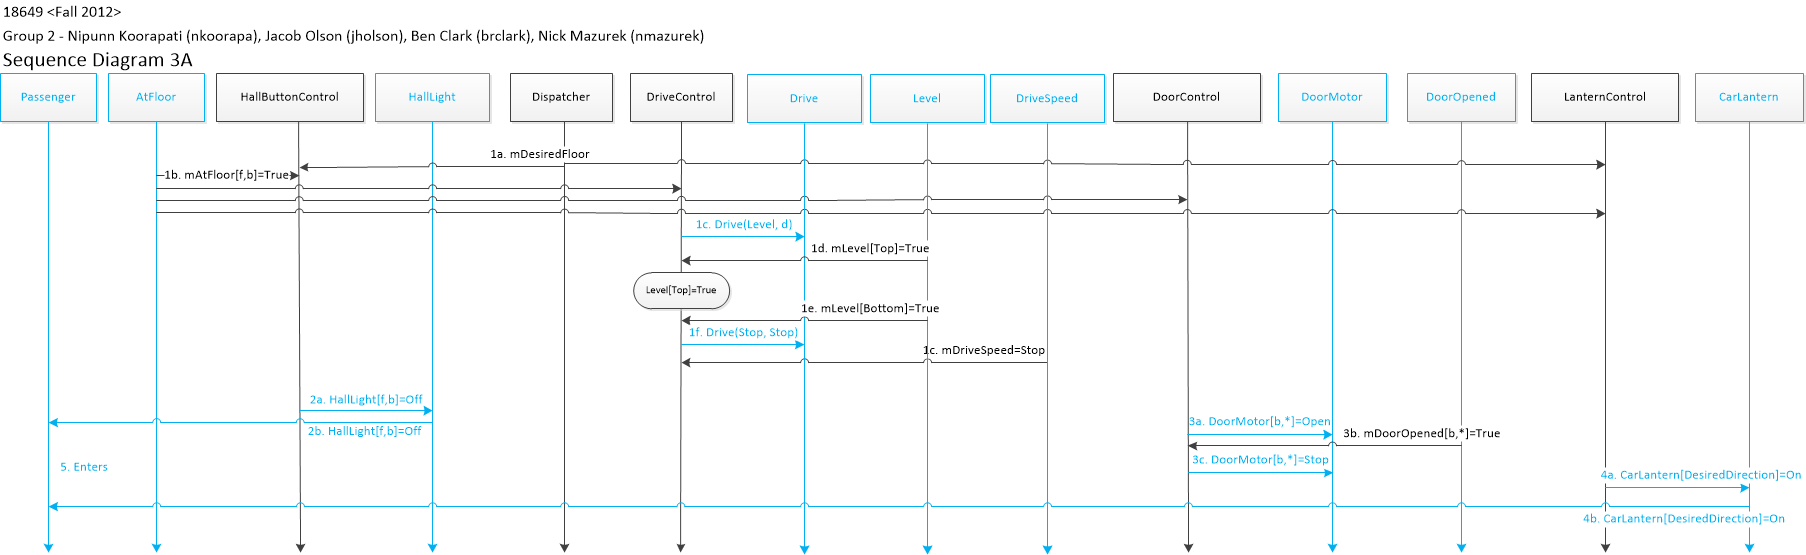 18649 <Fall 2012>
Group 2 - Nipunn Koorapati (nkoorapa), Jacob Olson (jholson), Ben Clark (brclark), Nick Mazurek (nmazurek)
Sequence Diagram 3A
Passenger
AtFloor
HallButtonControl
HallLight
Dispatcher
DriveControl
Drive
Level
DriveSpeed
DoorControl
DoorMotor
DoorOpened
LanternControl
CarLantern
1a. mDesiredFloor
1b. mAtFloor[f,b]=True
1c. Drive(Level, d)
1d. mLevel[Top]=True
Level[Top]=True
1e. mLevel[Bottom]=True
1f. Drive(Stop, Stop)
1c. mDriveSpeed=Stop
2a. HallLight[f,b]=Off
2b. HallLight[f,b]=Off
3a. DoorMotor[b,*]=Open
3b. mDoorOpened[b,*]=True
3c. DoorMotor[b,*]=Stop
5. Enters
4a. CarLantern[DesiredDirection]=On
4b. CarLantern[DesiredDirection]=On